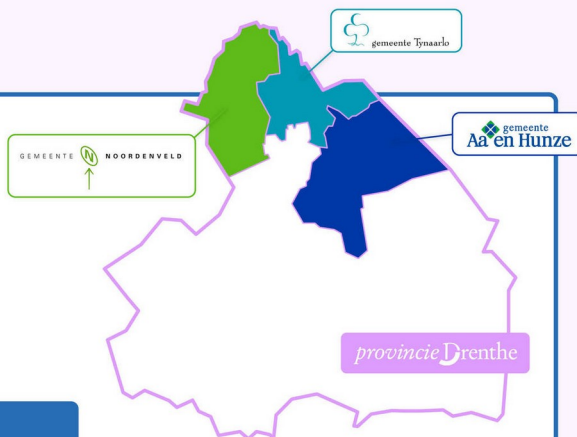 gemeente Tynaarlo
GEMEENTE N NOORDENVELD
gemeente
Aa en Hunze
provincie Drenthe